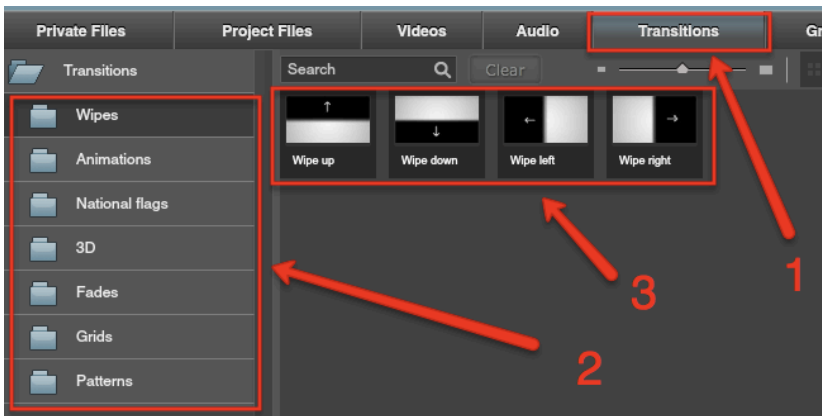 Private Files Project Files Videos Audio Transitions Gr
Transitions Search Clear
Wipes
Animations
National flags
3D
Fades
Grids
Patterns
Wipe up Wipe down Wipe left Wipe right
1
2
3